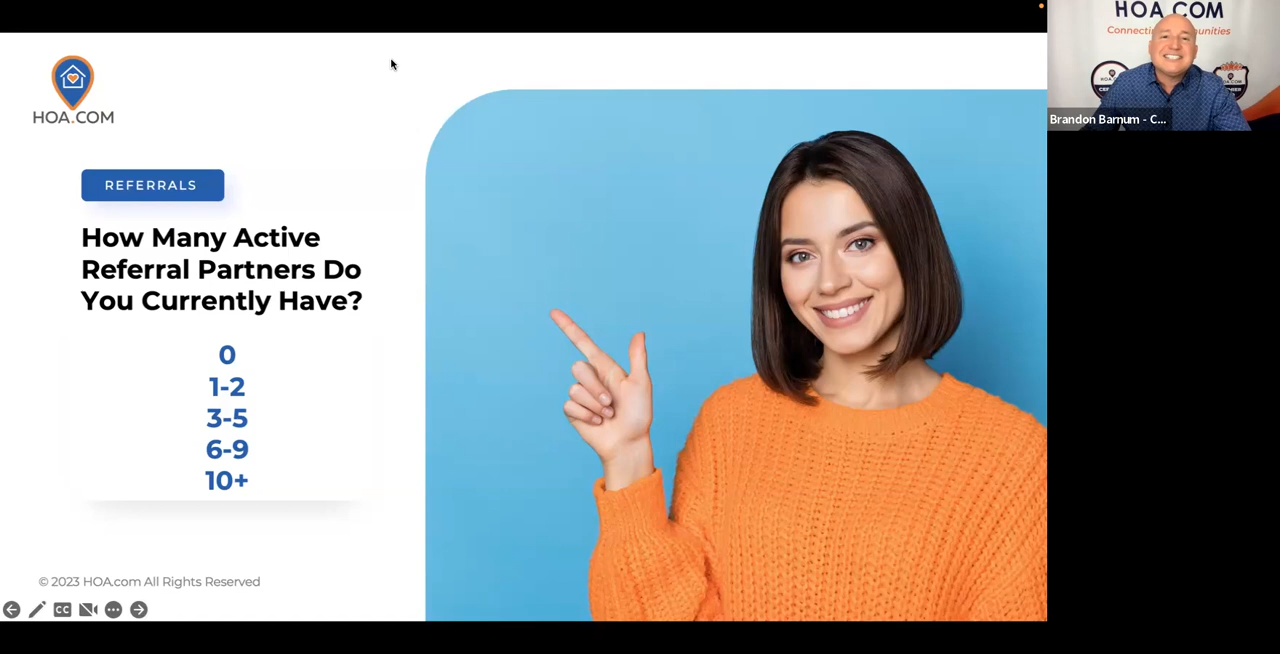 HOA.COM
REFERRALS
How Many Active
Referral Partners Do
You Currently Have?
0
1-2
3-5
6-9
10+
© 2023 HOA.com All Rights Reserved
CC
HOA.COM
Brandon Barnum - C...